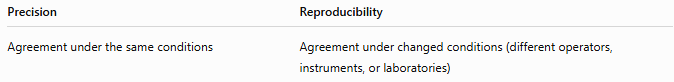 Precision Reproducibility
Agreement under the same conditions Agreement under changed conditions (different operators,
instruments, or laboratories)